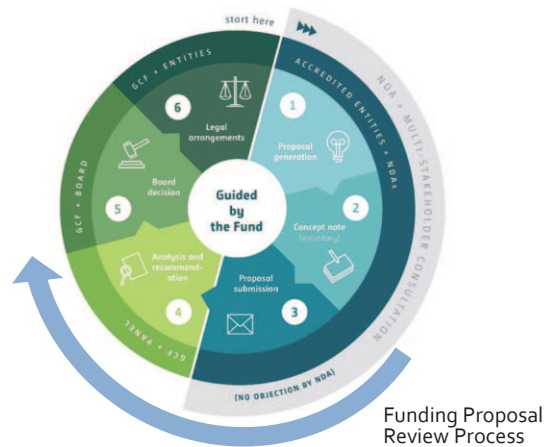 start here
GCF + ENTITIES
ACCREDITED ENTITIES + NDAs
NDA + MULTI-STAKEHOLDER CONSULTATION
6
Legal
arrangements
1
Proposal
generation
GCF + BOARD
Board
decision
5
Guided
by
the Fund
2
Concept note
(voluntary)
Analysis and
recommend-
ation
4
Proposal
submission
3
GCF + PANEL
(NO OBJECTION BY NDA)
Funding Proposal
Review Process